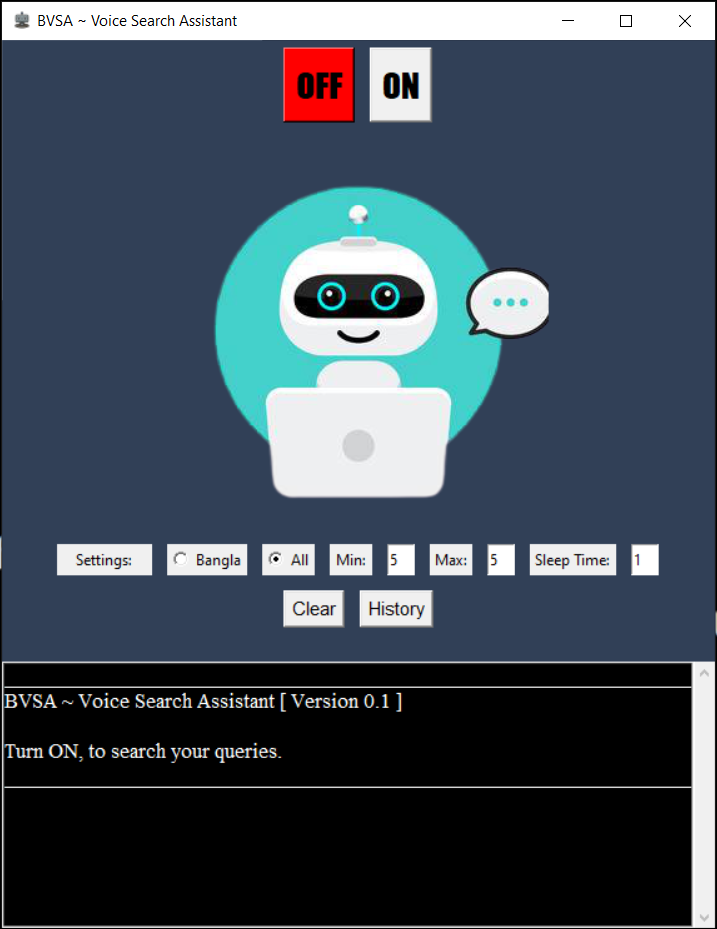 BVSA ~ Voice Search Assistant
OFF ON
Settings: Bangla All Min: 5 Max: 5 Sleep Time: 1
Clear History
BVSA ~ Voice Search Assistant [ Version 0.1 ]
Turn ON, to search your queries.